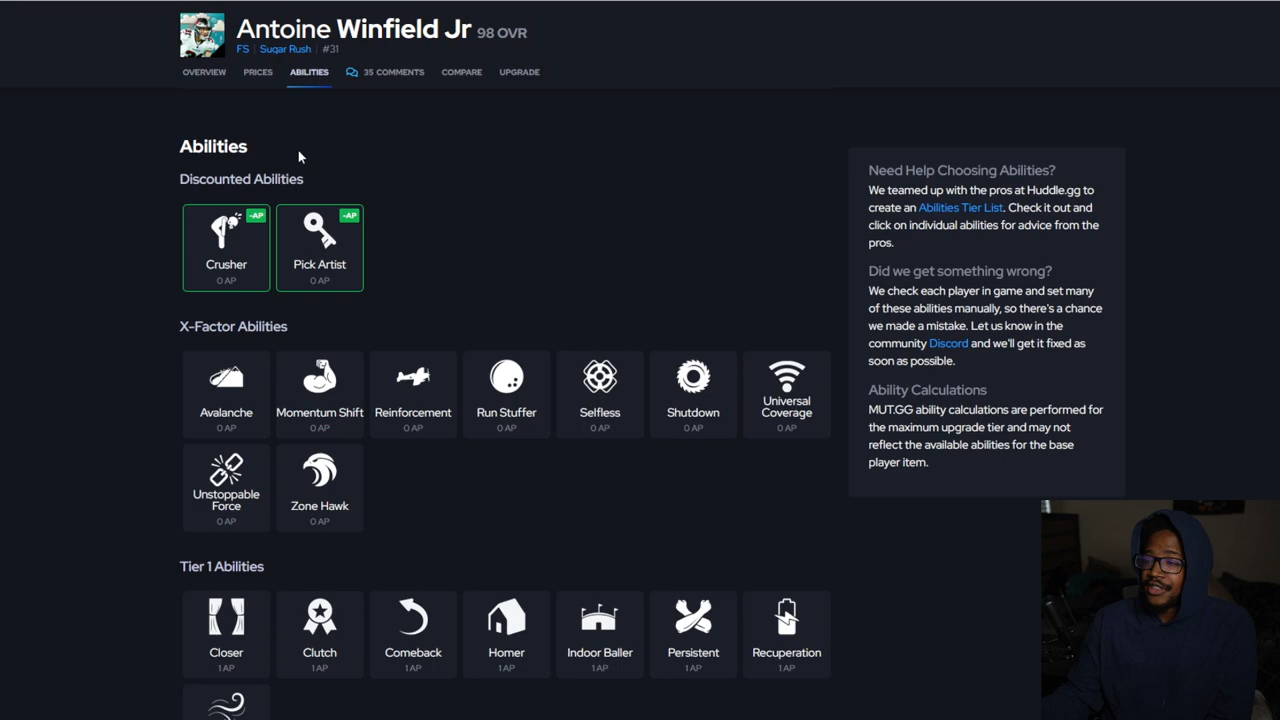 Antoine Winfield Jr 98 OVR
FS | Sugar Rush | #31
OVERVIEW PRICES ABILITIES 35 COMMENTS COMPARE UPGRADE
Abilities
Discounted Abilities
-AP -AP
Crusher Pick Artist
0 AP 0 AP
X-Factor Abilities
Avalanche Momentum Shift Reinforcement Run Stuffer Selfless Shutdown Universal Coverage
0 AP 0 AP 0 AP 0 AP 0 AP 0 AP 0 AP
Unstoppable Force Zone Hawk
0 AP 0 AP
Tier 1 Abilities
Closer Clutch Comeback Homer Indoor Baller Persistent Recuperation
1 AP 1 AP 1 AP 1 AP 1 AP 1 AP 1 AP
Need Help Choosing Abilities?
We teamed up with the pros at Huddle.gg to
create an Abilities Tier List. Check it out and
click on individual abilities for advice from the
pros.
Did we get something wrong?
We check each player in game and set many
of these abilities manually, so there's a chance
we made a mistake. Let us know in the
community Discord and we'll get it fixed as
soon as possible.
Ability Calculations
MUT.GG ability calculations are performed for
the maximum upgrade tier and may not
reflect the available abilities for the base
player item.